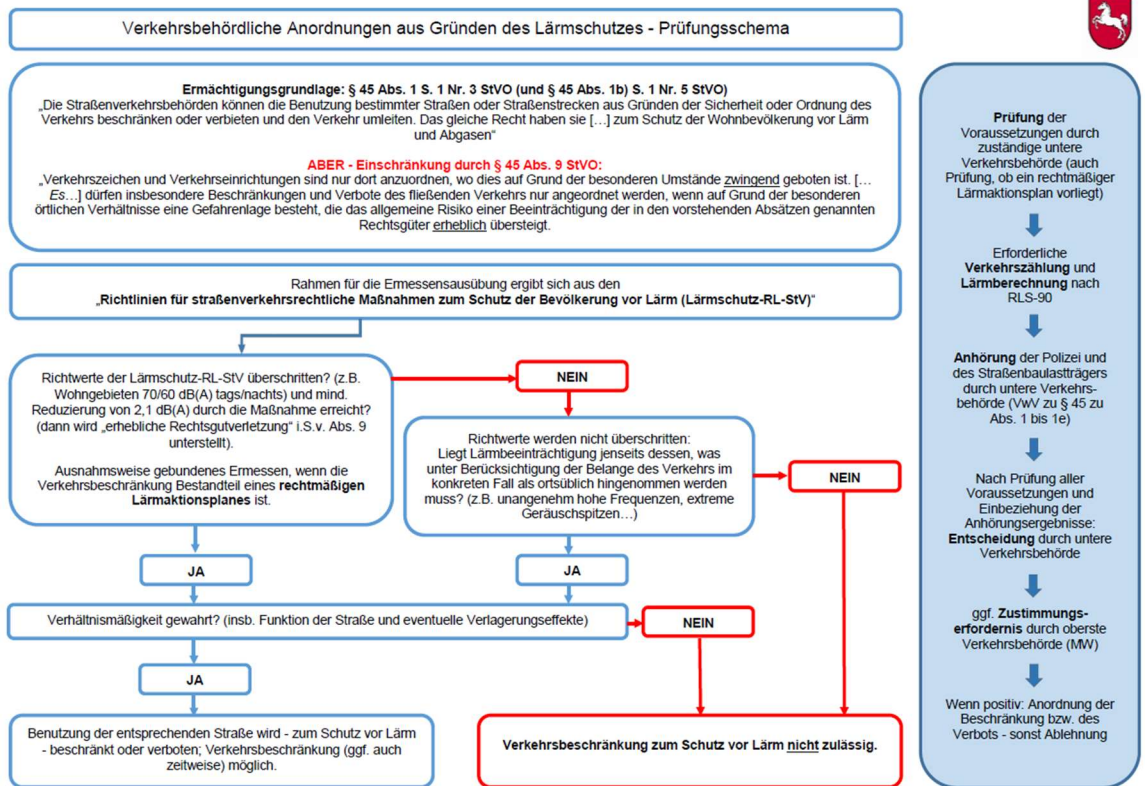 Verkehrsbehördliche Anordnungen aus Gründen des Lärmschutzes - Prüfungsschema
Ermächtigungsgrundlage: § 45 Abs. 1 S. 1 Nr. 3 StVO (und § 45 Abs. 1b) S. 1 Nr. 5 StVO)
„Die Straßenverkehrsbehörden können die Benutzung bestimmter Straßen oder Straßenstrecken aus Gründen der Sicherheit oder Ordnung des
Verkehrs beschränken oder verbieten und den Verkehr umleiten. Das gleiche Recht haben sie [...] zum Schutz der Wohnbevölkerung vor Lärm
und Abgasen“
ABER - Einschränkung durch § 45 Abs. 9 StVO:
„Verkehrszeichen und Verkehrseinrichtungen sind nur dort anzuordnen, wo dies auf Grund der besonderen Umstände zwingend geboten ist. [...
Es...] dürfen insbesondere Beschränkungen und Verbote des fließenden Verkehrs nur angeordnet werden, wenn auf Grund der besonderen
örtlichen Verhältnisse eine Gefahrenlage besteht, die das allgemeine Risiko einer Beeinträchtigung der in den vorstehenden Absätzen genannten
Rechtsgüter erheblich übersteigt.
Rahmen für die Ermessensausübung ergibt sich aus den
„Richtlinien für straßenverkehrsrechtliche Maßnahmen zum Schutz der Bevölkerung vor Lärm (Lärmschutz-RL-StV)“
Richtwerte der Lärmschutz-RL-StV überschritten? (z.B.
Wohngebieten 70/60 dB(A) tags/nachts) und mind.
Reduzierung von 2,1 dB(A) durch die Maßnahme erreicht?
(dann wird „erhebliche Rechtsgutverletzung“ i.S.v. Abs. 9
unterstellt).
Ausnahmsweise gebundenes Ermessen, wenn die
Verkehrsbeschränkung Bestandteil eines rechtmäßigen
Lärmaktionsplanes ist.
NEIN
Richtwerte werden nicht überschritten:
Liegt Lärmbeeinträchtigung jenseits dessen, was
unter Berücksichtigung der Belange des Verkehrs im
konkreten Fall als ortsüblich hingenommen werden
muss? (z.B. unangenehm hohe Frequenzen, extreme
Geräuschspitzen...)
NEIN
JA
JA
Verhältnismäßigkeit gewahrt? (insb. Funktion der Straße und eventuelle Verlagerungseffekte)
NEIN
JA
Benutzung der entsprechenden Straße wird - zum Schutz vor Lärm
- beschränkt oder verboten; Verkehrsbeschränkung (ggf. auch
zeitweise) möglich.
Verkehrsbeschränkung zum Schutz vor Lärm nicht zulässig.
Prüfung der
Voraussetzungen durch
zuständige untere
Verkehrsbehörde (auch
Prüfung, ob ein rechtmäßiger
Lärmaktionsplan vorliegt)
Erforderliche
Verkehrszählung und
Lärmberechnung nach
RLS-90
Anhörung der Polizei und
des Straßenbaulastträgers
durch untere Verkehrs-
behörde (VwV zu § 45 zu
Abs. 1 bis 1e)
Nach Prüfung aller
Voraussetzungen und
Einbeziehung der
Anhörungsergebnisse:
Entscheidung durch untere
Verkehrsbehörde
ggf. Zustimmungs-
erfordernis durch oberste
Verkehrsbehörde (MW)
Wenn positiv: Anordnung der
Beschränkung bzw. des
Verbots - sonst Ablehnung